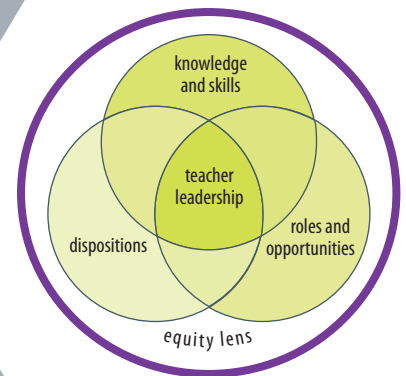 knowledge
and skills
teacher
leadership
dispositions
roles and
opportunities
equity lens